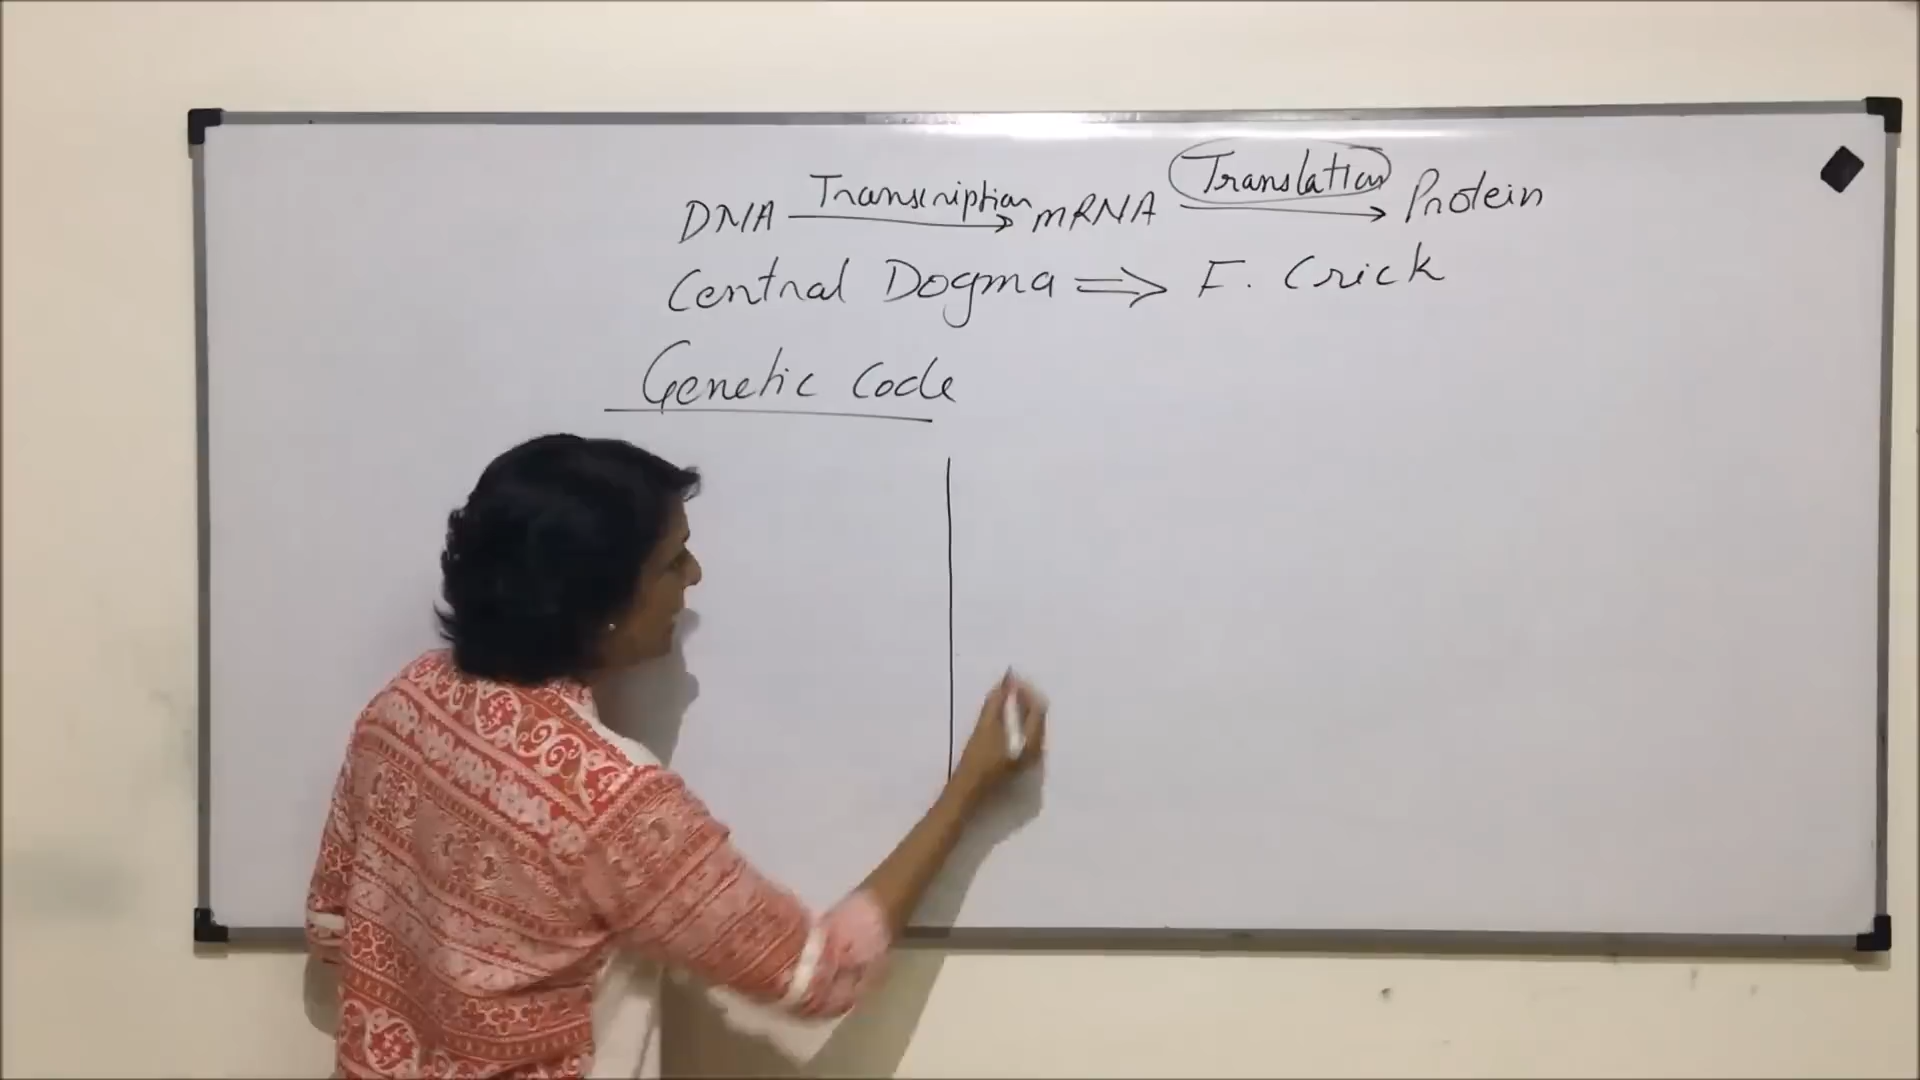 DNA Transcription → mRNA Translation → Protein
Central Dogma ⇒ F. Crick
Genetic Code